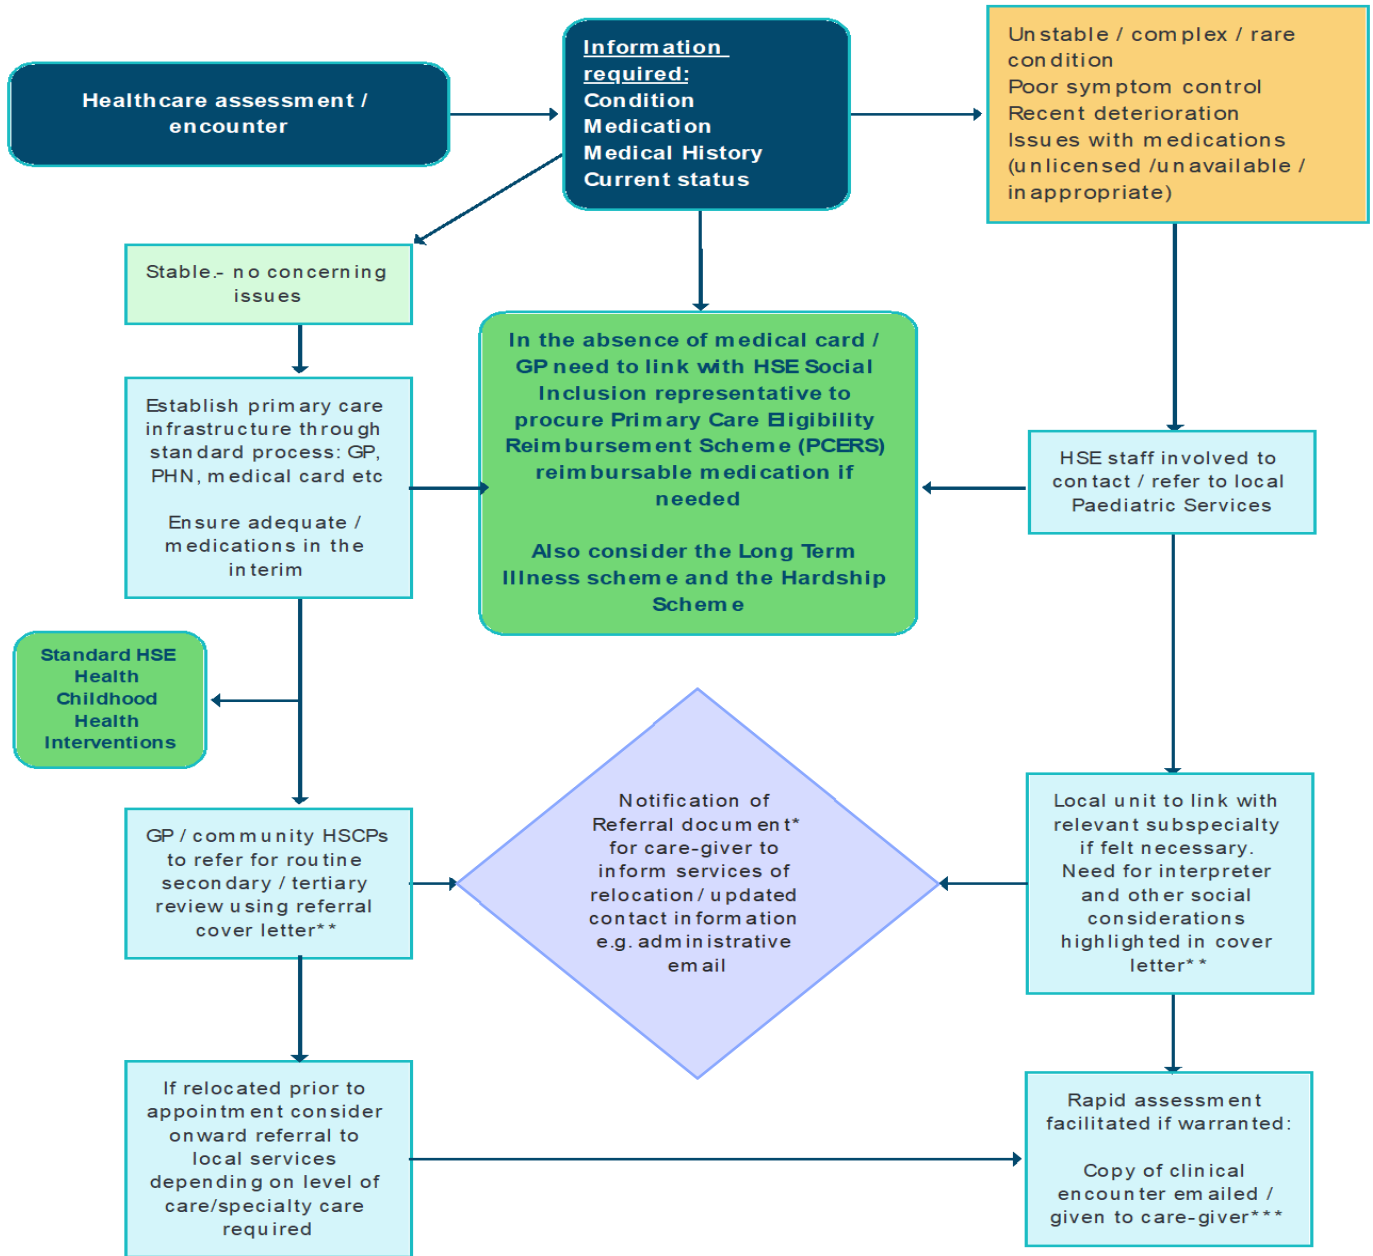 Healthcare assessment /
encounter
Information
required:
Condition
Medication
Medical History
Current status
Unstable / complex / rare
condition
Poor symptom control
Recent deterioration
Issues with medications
(unlicensed /unavailable /
inappropriate)
Stable.- no concerning
issues
Establish primary care
infrastructure through
standard process: GP,
PHN, medical card etc
Ensure adequate /
medications in the
interim
In the absence of medical card /
GP need to link with HSE Social
Inclusion representative to
procure Primary Care Eligibility
Reimbursement Scheme (PCERS)
reimbursable medication if
needed
Also consider the Long Term
Illness scheme and the Hardship
Scheme
HSE staff involved to
contact / refer to local
Paediatric Services
Standard HSE
Health
Childhood
Health
Interventions
GP / community HSCPs
to refer for routine
secondary / tertiary
review using referral
cover letter**
Notification of
Referral document*
for care-giver to
inform services of
relocation/ updated
contact information
e.g. administrative
email
Local unit to link with
relevant subspecialty
if felt necessary.
Need for interpreter
and other social
considerations
highlighted in cover
letter**
If relocated prior to
appointment consider
onward referral to
local services
depending on level of
care/specialty care
required
Rapid assessment
facilitated if warranted:
Copy of clinical
encounter emailed /
given to care-giver***